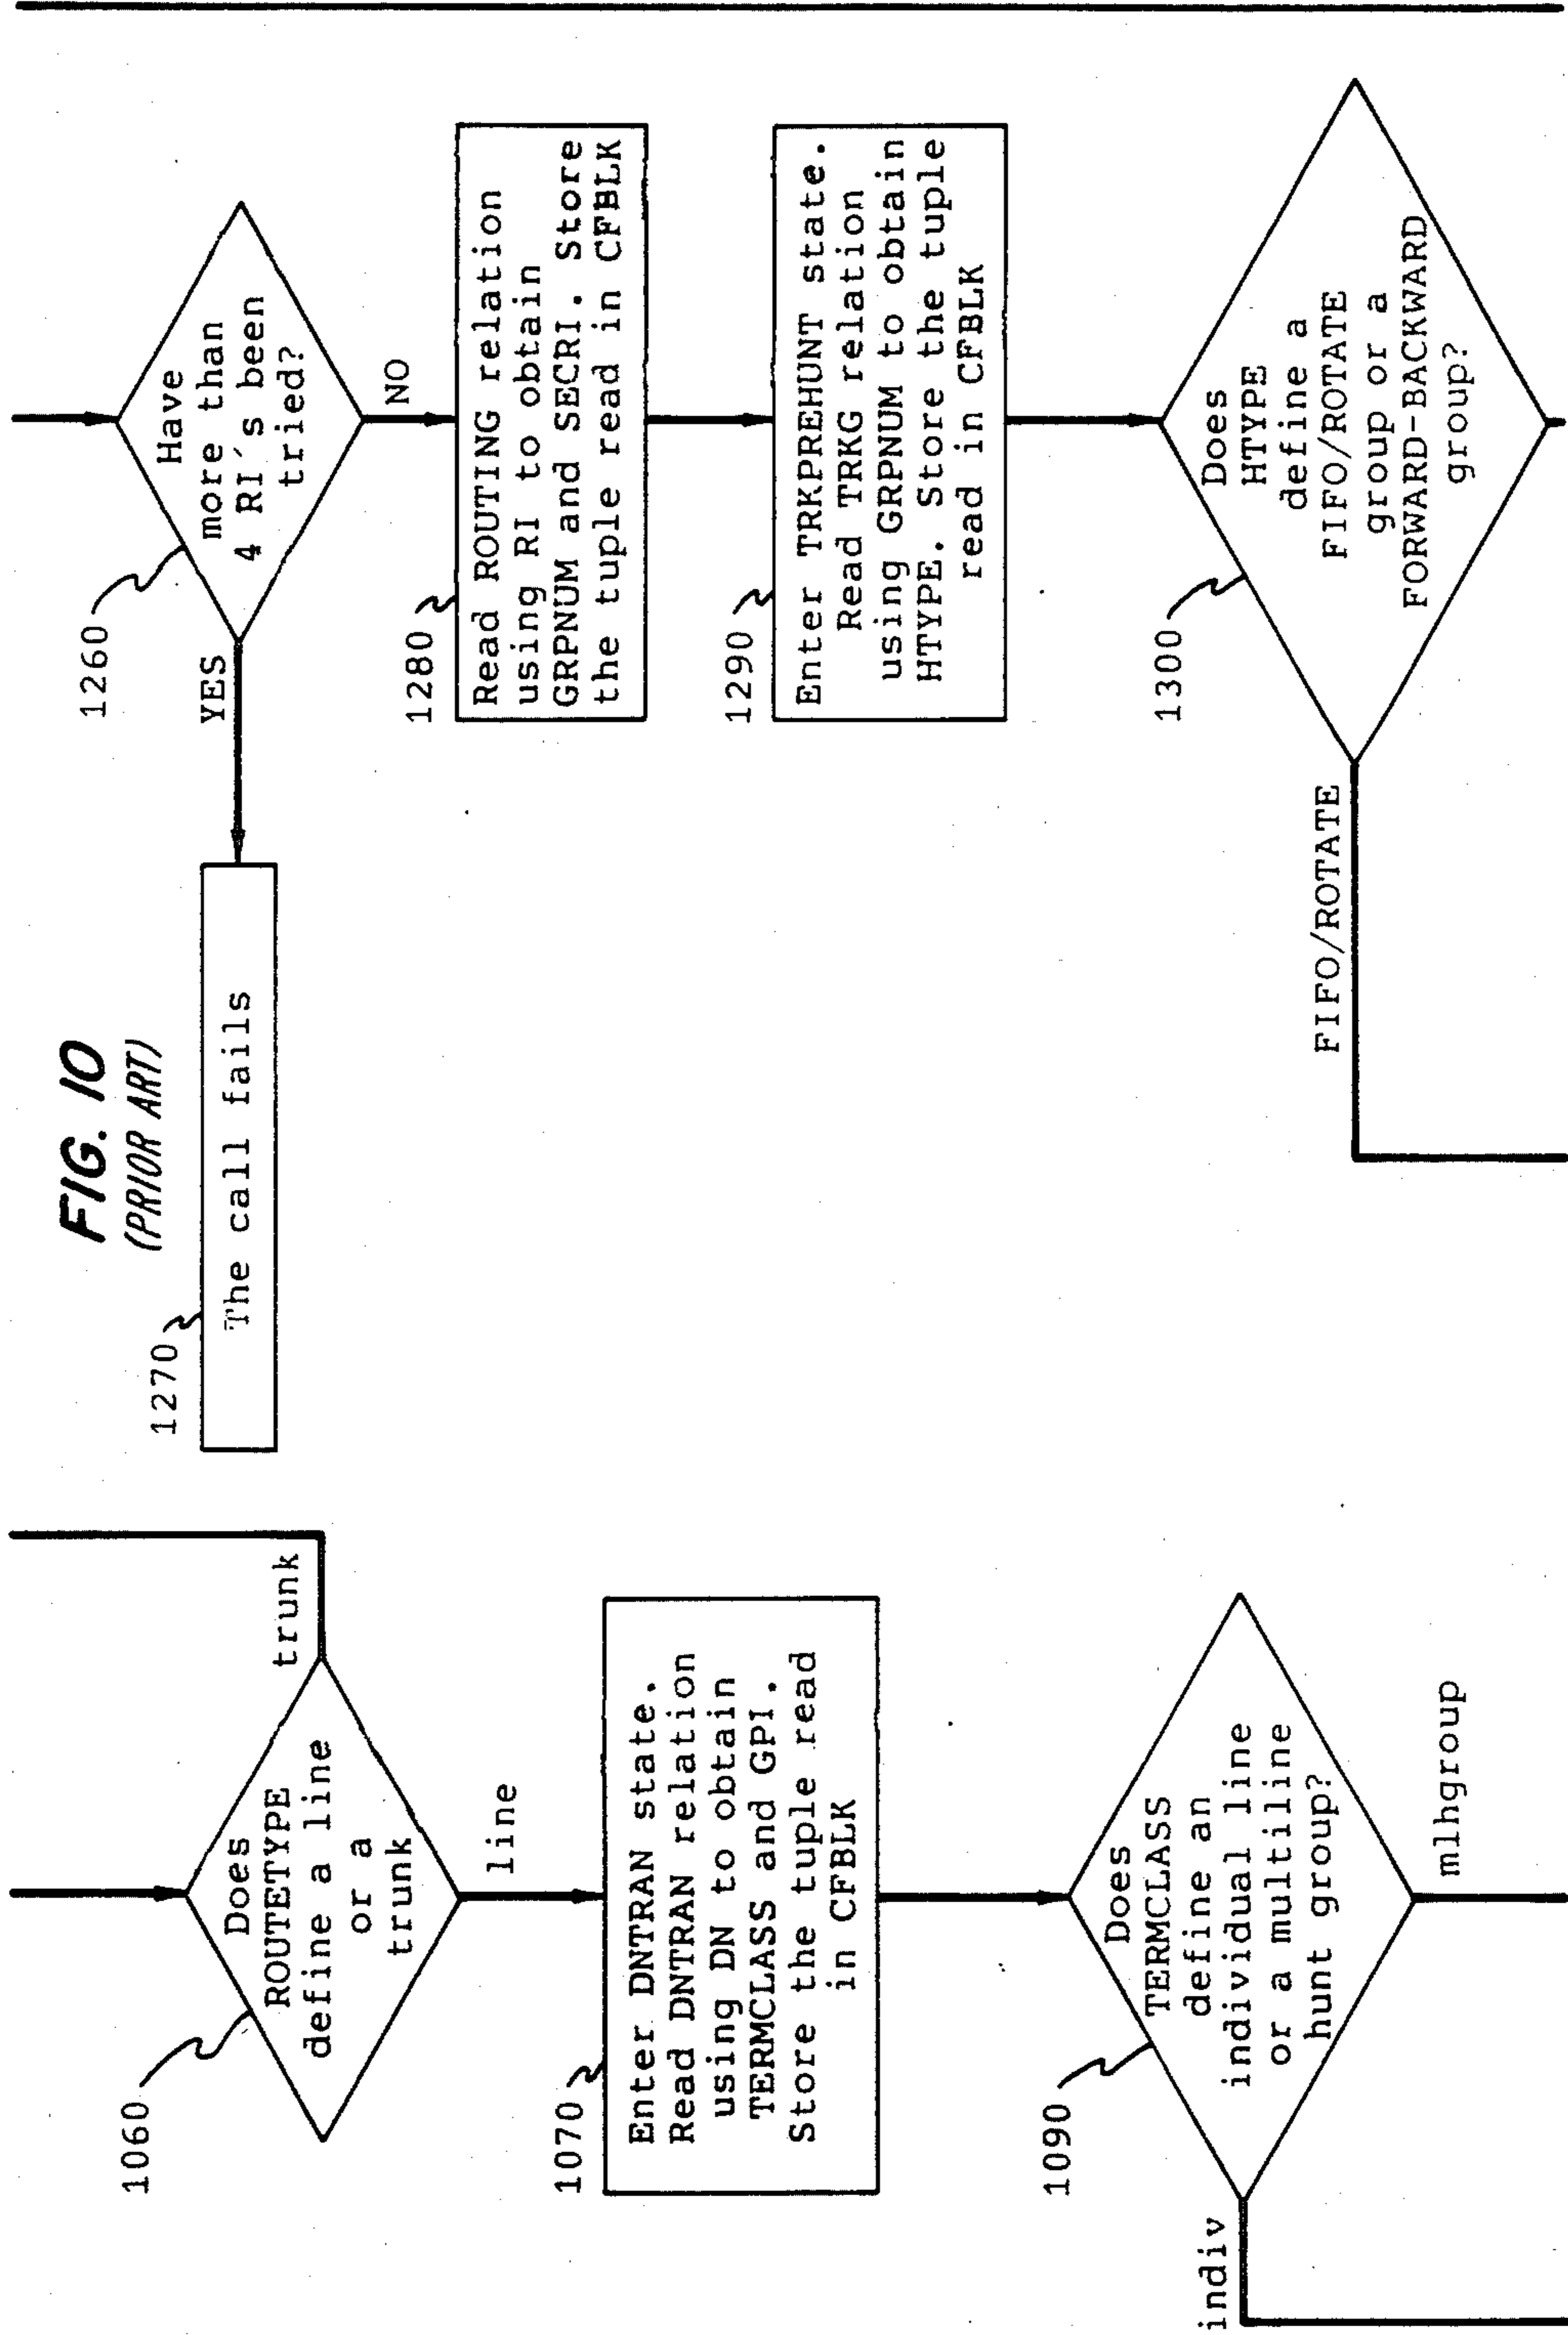 FIG. 10
(PRIOR ART)
1060
Does
ROUTETYPE
define a line
or a
trunk
trunk
line
1070
Enter DNTRAN state.
Read DNTRAN relation
using DN to obtain
TERMCLASS and GPI.
Store the tuple read
in CFBLK
1090
Does
TERMCLASS
define an
individual line
or a multiline
hunt group?
indiv
mlhgroup
1260
Have
more than
4 RI's been
tried?
YES
NO
1270
The call fails
1280
Read ROUTING relation
using RI to obtain
GRPNUM and SECRI. Store
the tuple read in CFBLK
1290
Enter TRKPREHUNT state.
Read TRKG relation
using GRPNUM to obtain
HTYPE. Store the tuple
read in CFBLK
1300
Does
HTYPE
define a
FIFO/ROTATE
group or a
FORWARD-BACKWARD
group?
FIFO/ROTATE